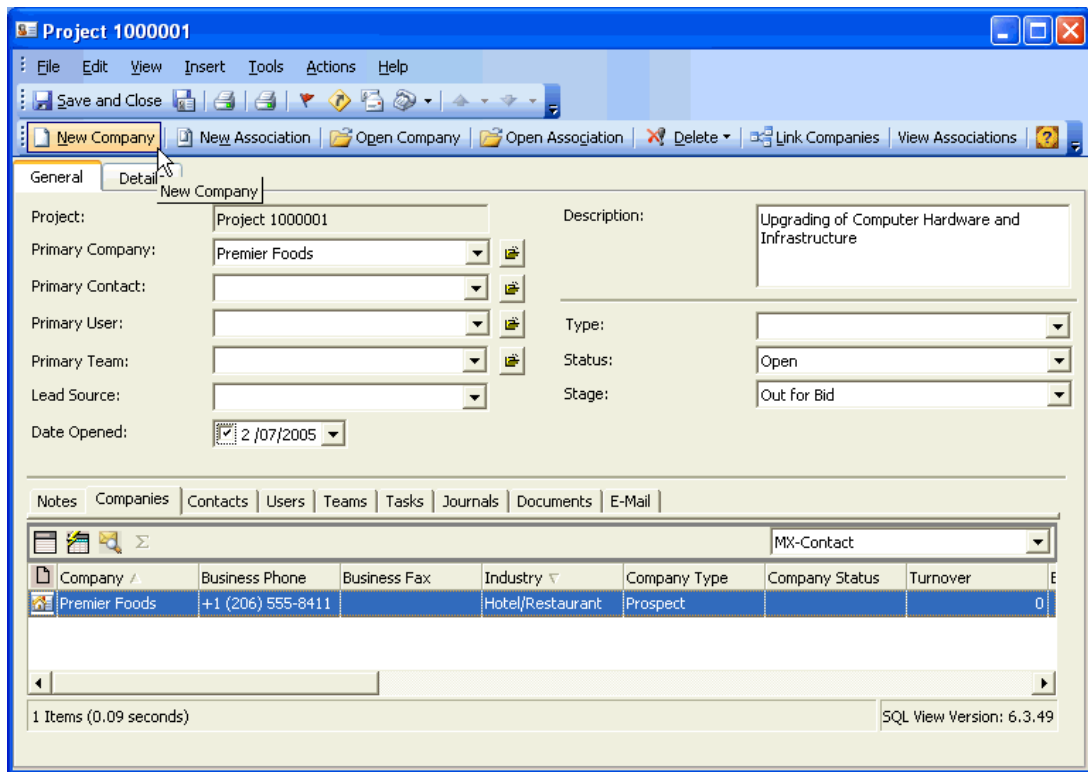 Project 1000001
File Edit View Insert Tools Actions Help
Save and Close
New Company New Association Open Company Open Association Delete Link Companies View Associations
General Detail
New Company
Project: Project 1000001
Primary Company: Premier Foods
Primary Contact:
Primary User:
Primary Team:
Lead Source:
Date Opened: 2 /07/2005
Description: Upgrading of Computer Hardware and
Infrastructure
Type:
Status: Open
Stage: Out for Bid
Notes Companies Contacts Users Teams Tasks Journals Documents E-Mail
Σ MX-Contact
Company Business Phone Business Fax Industry Company Type Company Status Turnover E
Premier Foods +1 (206) 555-8411 Hotel/Restaurant Prospect 0
1 Items (0.09 seconds) SQL View Version: 6.3.49